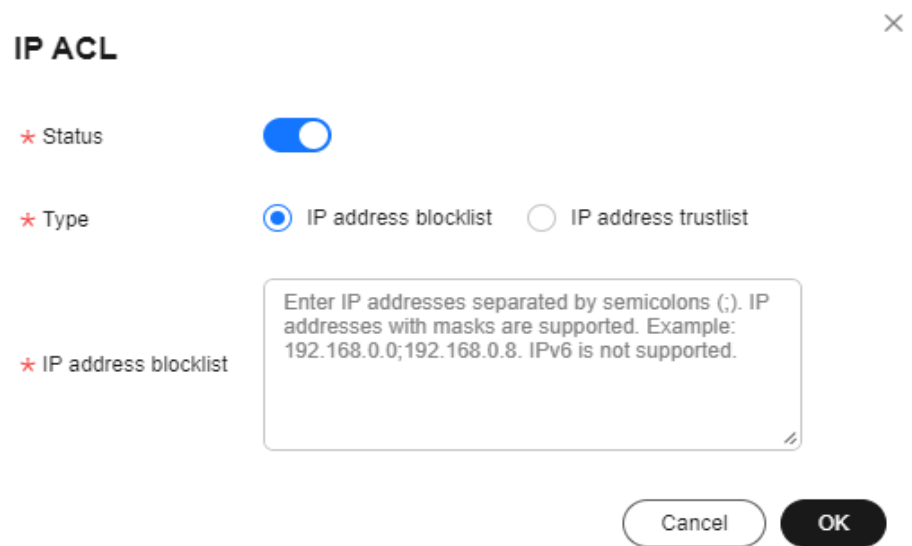 IP ACL
* Status
* Type
IP address blocklist
IP address trustlist
* IP address blocklist
Enter IP addresses separated by semicolons (;). IP
addresses with masks are supported. Example:
192.168.0.0;192.168.0.8. IPv6 is not supported.
Cancel
OK